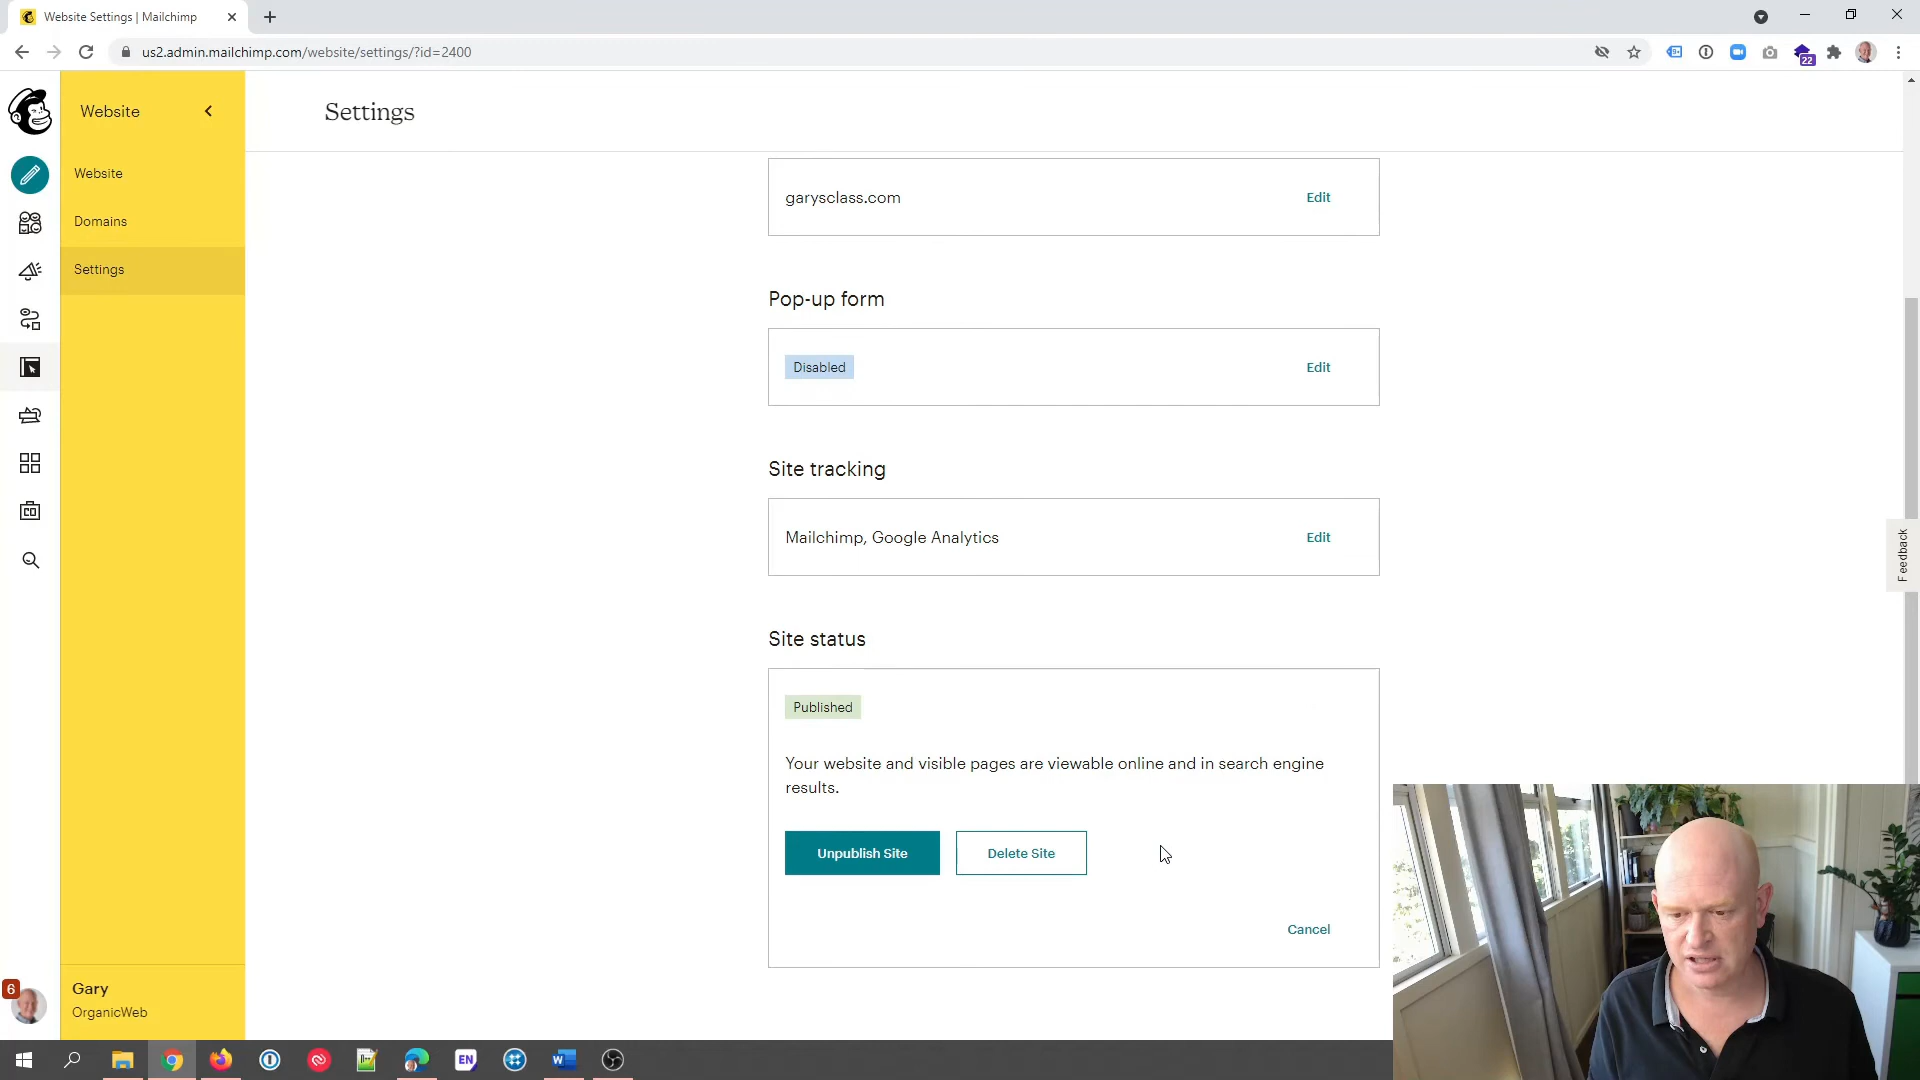 Website Settings | Mailchimp
us2.admin.mailchimp.com/website/settings/?id=2400
22
Website
Settings
Website
Domains
Settings
garysclass.com
Edit
Pop-up form
Disabled
Edit
Site tracking
Mailchimp, Google Analytics
Edit
Feedback
Site status
Published
Your website and visible pages are viewable online and in search engine
results.
Unpublish Site
Delete Site
Cancel
6
Gary
OrganicWeb
EN